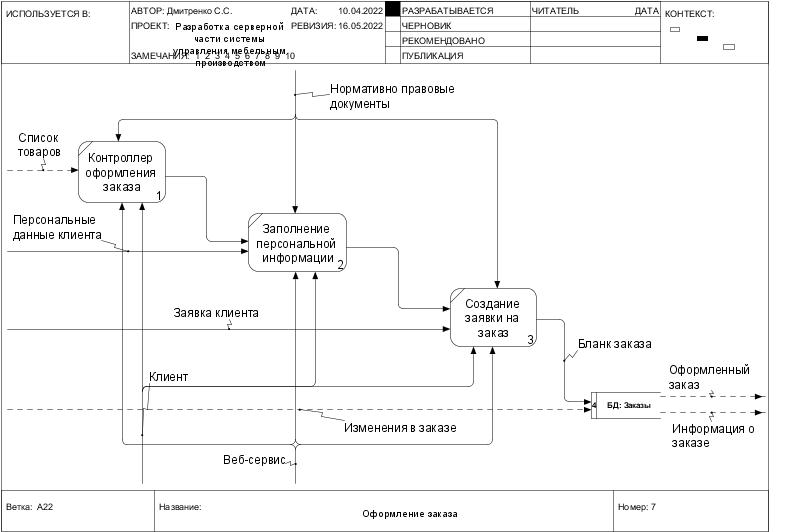 ИСПОЛЬЗУЕТСЯ В:
АВТОР: Дмитренко С.С.
ДАТА: 10.04.2022
РАЗРАБАТЫВАЕТСЯ
ЧИТАТЕЛЬ
ДАТА
КОНТЕКСТ:
ПРОЕКТ: Разработка серверной
части системы
управления мебельным
производством
РЕВИЗИЯ: 16.05.2022
ЧЕРНОВИК
РЕКОМЕНДОВАНО
ЗАМЕЧАНИЯ: 1 2 3 4 5 6 7 8 9 10
ПУБЛИКАЦИЯ
Нормативно правовые
документы
Список
товаров
Контроллер
оформления
заказа
1
Персональные
данные клиента
Заполнение
персональной
информации
2
Заявка клиента
Создание
заявки на
заказ
3
Бланк заказа
Клиент
Оформленный
заказ
4
БД: Заказы
Изменения в заказе
Информация о
заказе
Веб-сервис
Ветка: A22
Название:
Оформление заказа
Номер: 7